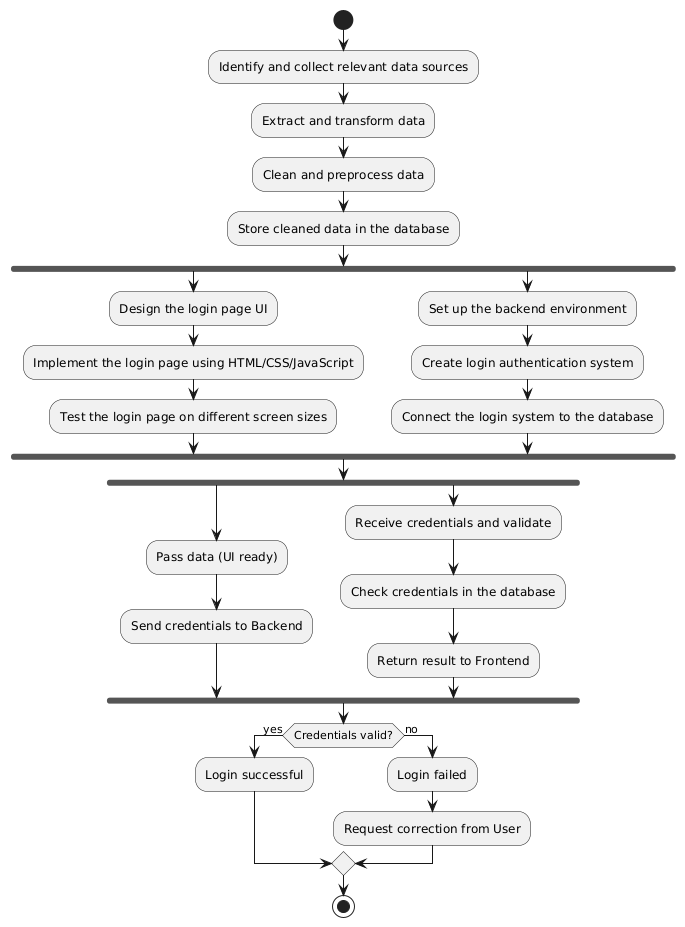 Identify and collect relevant data sources
Extract and transform data
Clean and preprocess data
Store cleaned data in the database
Design the login page UI
Implement the login page using HTML/CSS/JavaScript
Test the login page on different screen sizes
Set up the backend environment
Create login authentication system
Connect the login system to the database
Pass data (UI ready)
Send credentials to Backend
Receive credentials and validate
Check credentials in the database
Return result to Frontend
Credentials valid?
yes
no
Login successful
Login failed
Request correction from User